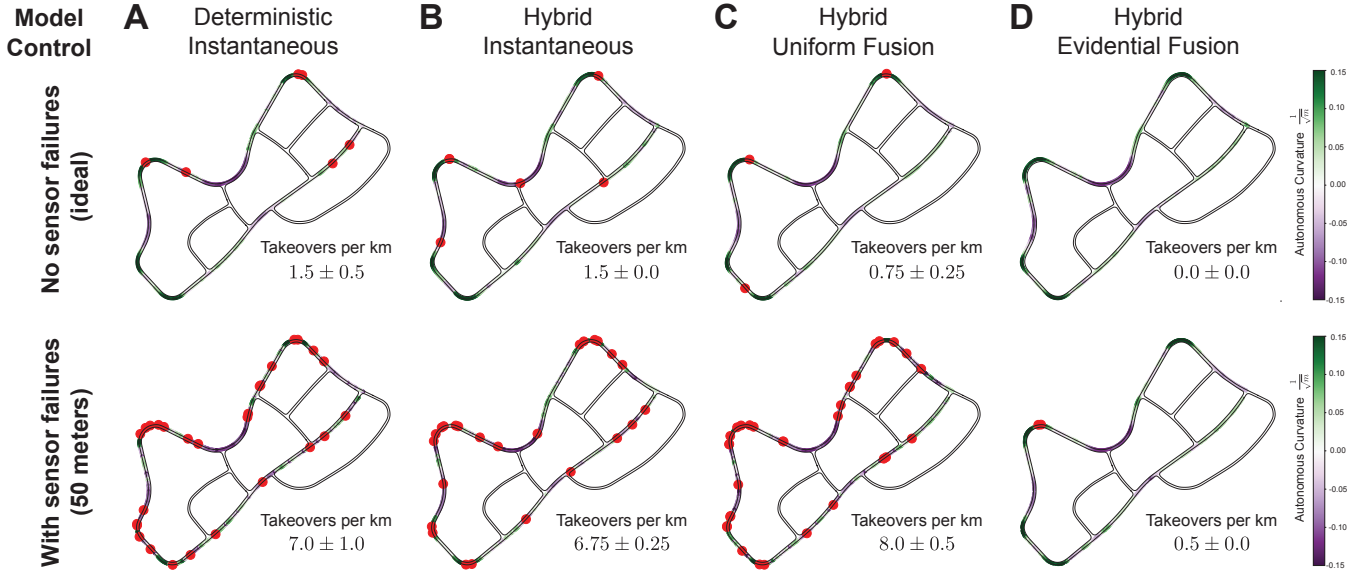 Model
Control
A Deterministic
Instantaneous
B Hybrid
Instantaneous
C Hybrid
Uniform Fusion
D Hybrid
Evidential Fusion
No sensor failures
(ideal)
Takeovers per km
1.5 ± 0.5
Takeovers per km
1.5 ± 0.0
Takeovers per km
0.75 ± 0.25
Takeovers per km
0.0 ± 0.0
Autonomous Curvature 1/√m
0.15
0.10
0.05
0.00
-0.05
-0.10
-0.15
With sensor failures
(50 meters)
Takeovers per km
7.0 ± 1.0
Takeovers per km
6.75 ± 0.25
Takeovers per km
8.0 ± 0.5
Takeovers per km
0.5 ± 0.0
Autonomous Curvature 1/√m
0.15
0.10
0.05
0.00
-0.05
-0.10
-0.15